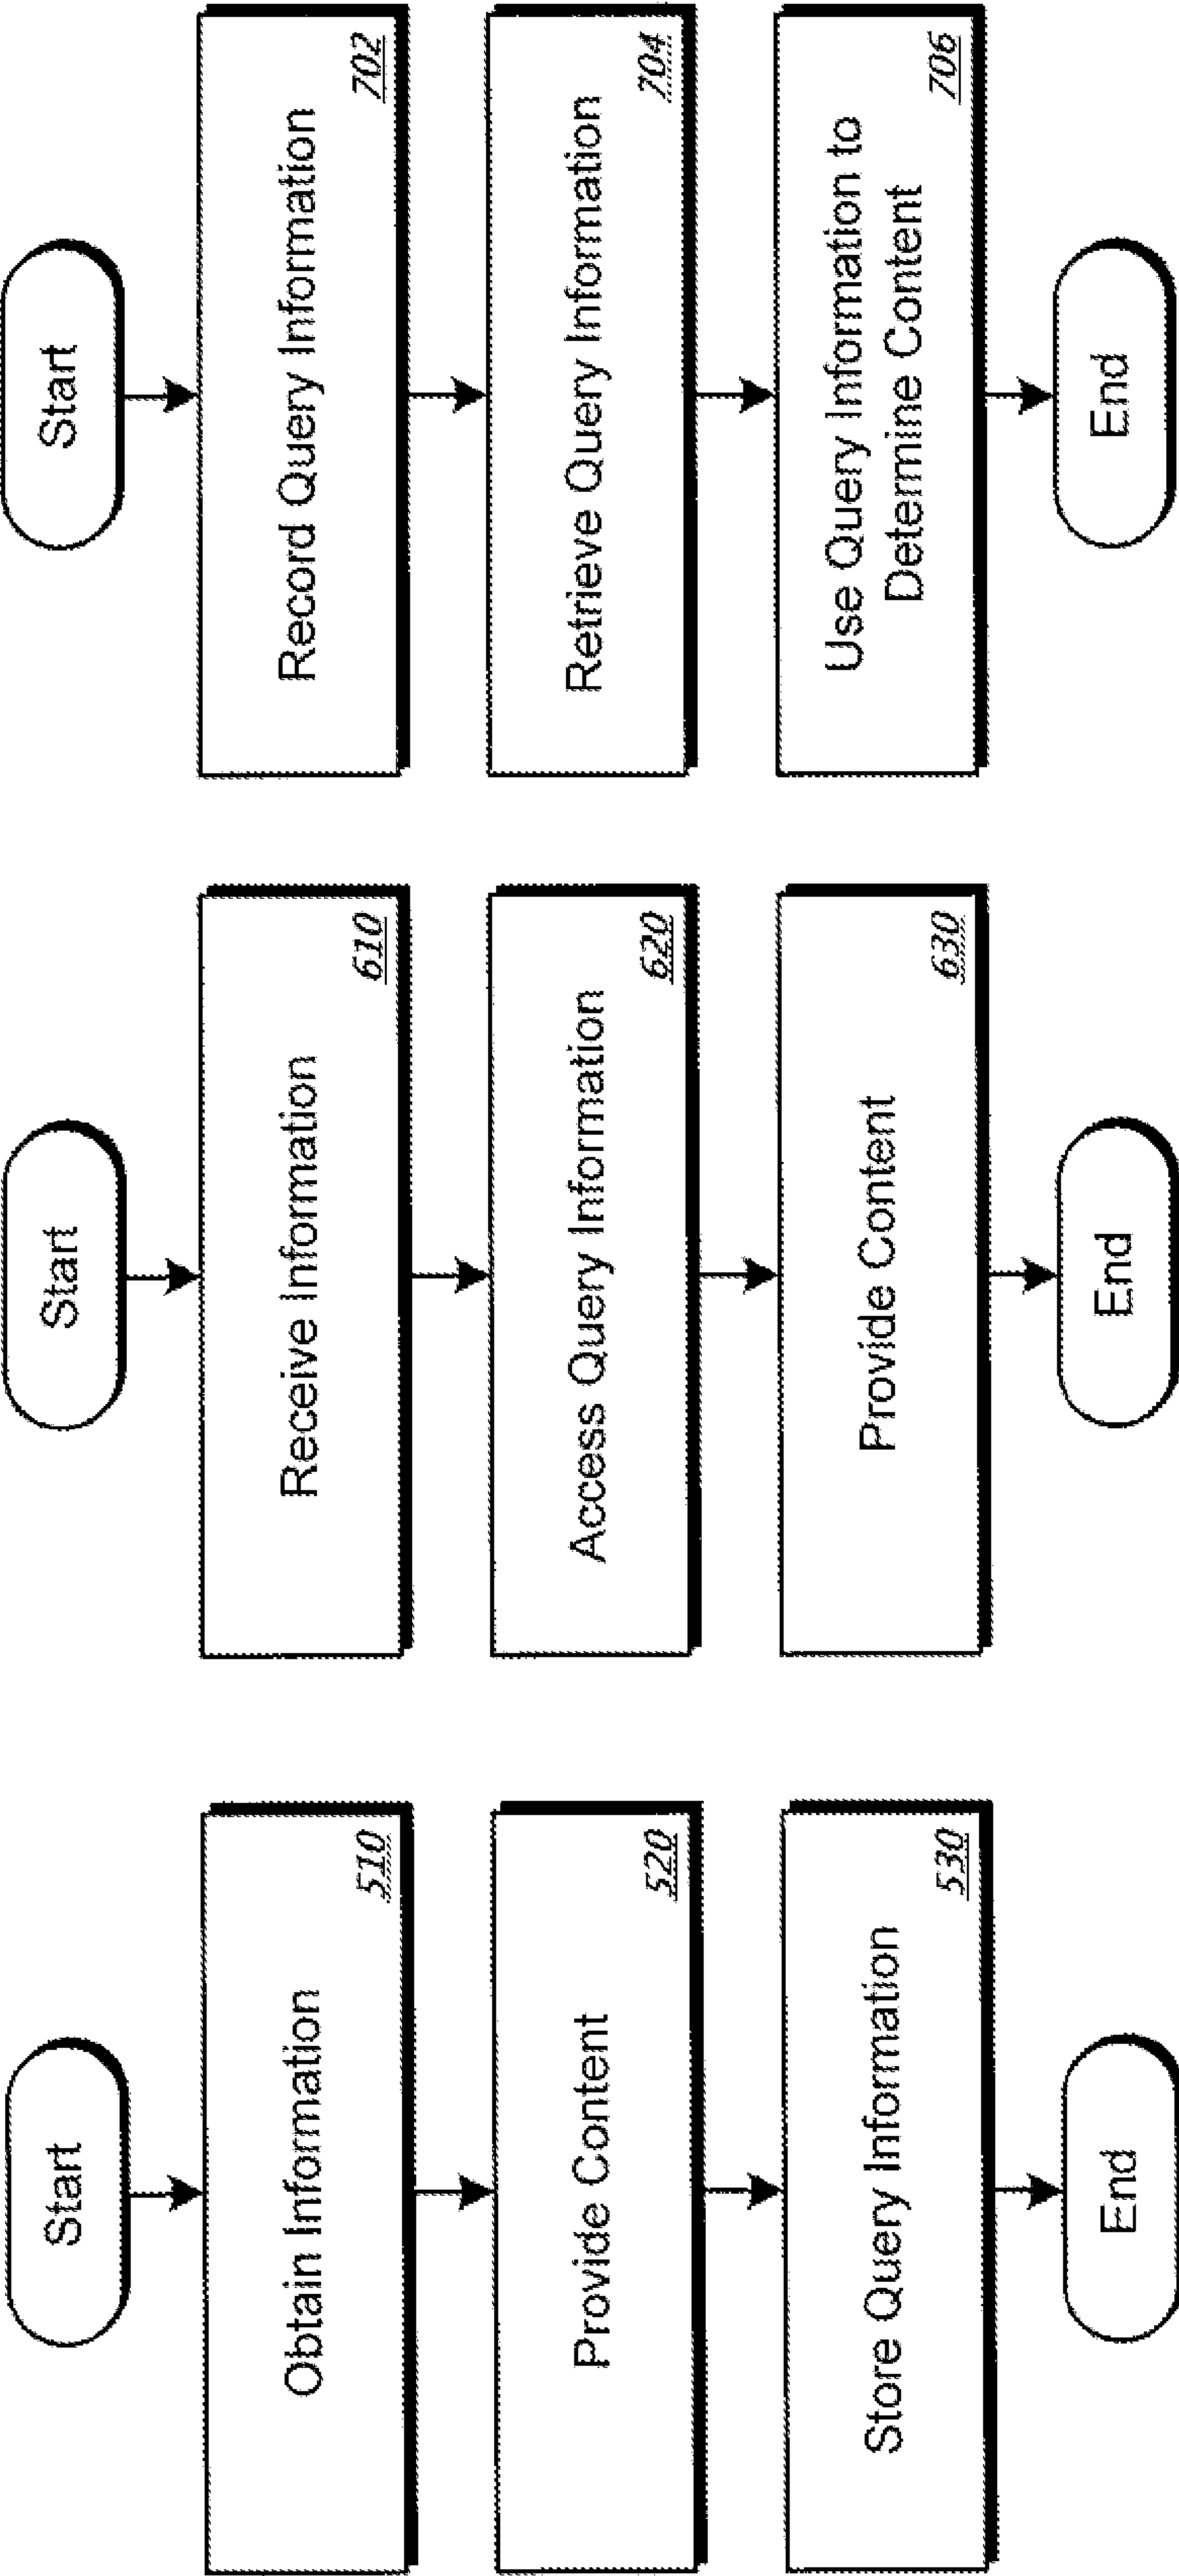 Start
Obtain Information
510
Provide Content
520
Store Query Information
530
End
Start
Receive Information
610
Access Query Information
620
Provide Content
630
End
Start
Record Query Information
702
Retrieve Query Information
704
Use Query Information to
Determine Content
706
End